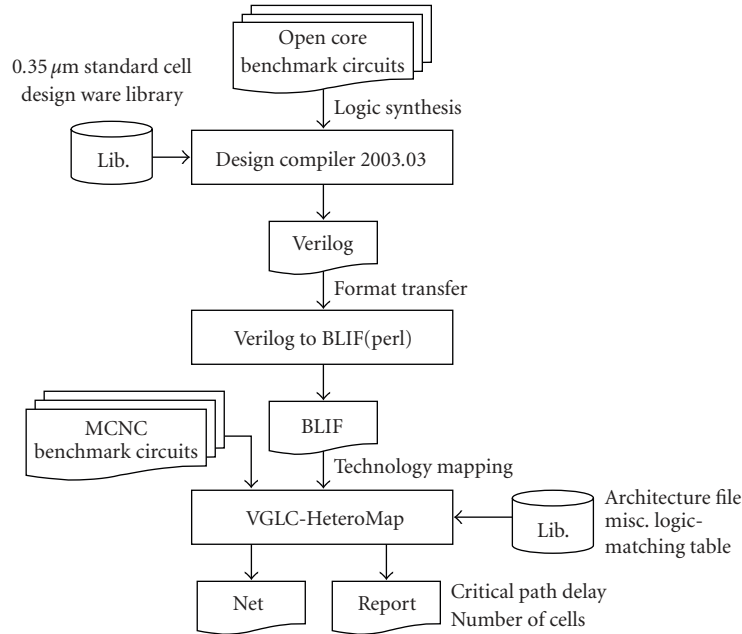 Open core
benchmark circuits
0.35 μm standard cell
design ware library
Logic synthesis
Lib.
Design compiler 2003.03
Verilog
Format transfer
Verilog to BLIF(perl)
MCNC
benchmark circuits
BLIF
Technology mapping
VGLC-HeteroMap
Lib.
Architecture file
misc. logic-
matching table
Net
Report
Critical path delay
Number of cells